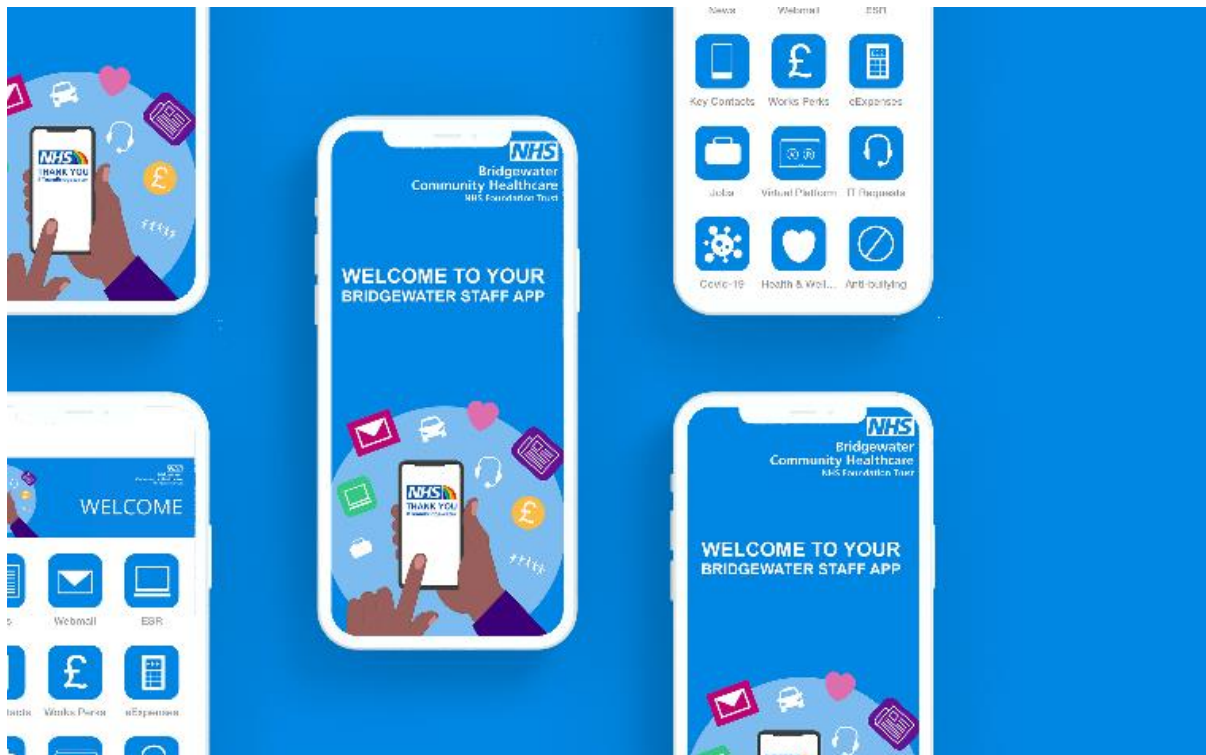 NHS
THANK YOU
NHS
Bridgewater
Community Healthcare
NHS Foundation Trust
WELCOME TO YOUR
BRIDGEWATER STAFF APP
NHS
THANK YOU
News Webmail ESR
Key Contacts Works Perks eExpenses
Jobs Virtual Platform IT Requests
Covid-19 Health & Well... Anti-bullying
WELCOME
Webmail ESR
Works Perks eExpenses
NHS
Bridgewater
Community Healthcare
NHS Foundation Trust
WELCOME TO YOUR
BRIDGEWATER STAFF APP